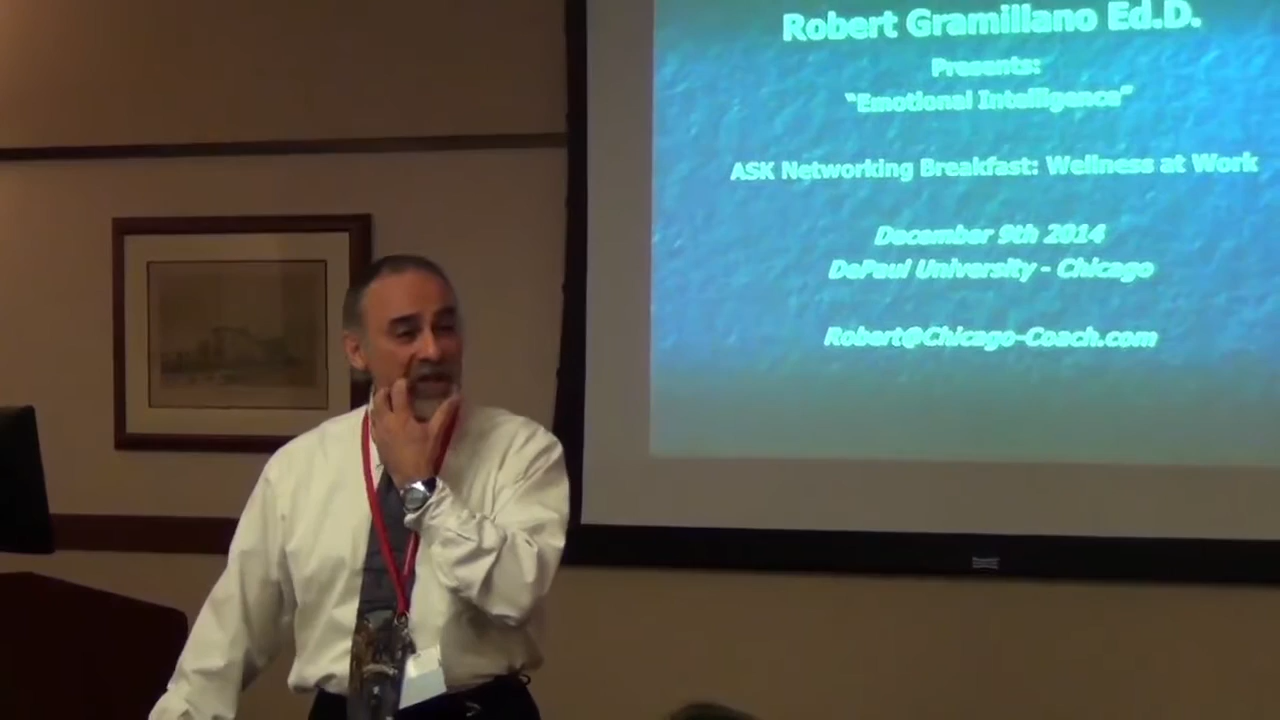 Robert Gramillano Ed.D.
Presents:
"Emotional Intelligence"
ASK Networking Breakfast: Wellness at Work
December 9th 2014
DePaul University - Chicago
Robert@Chicago-Coach.com